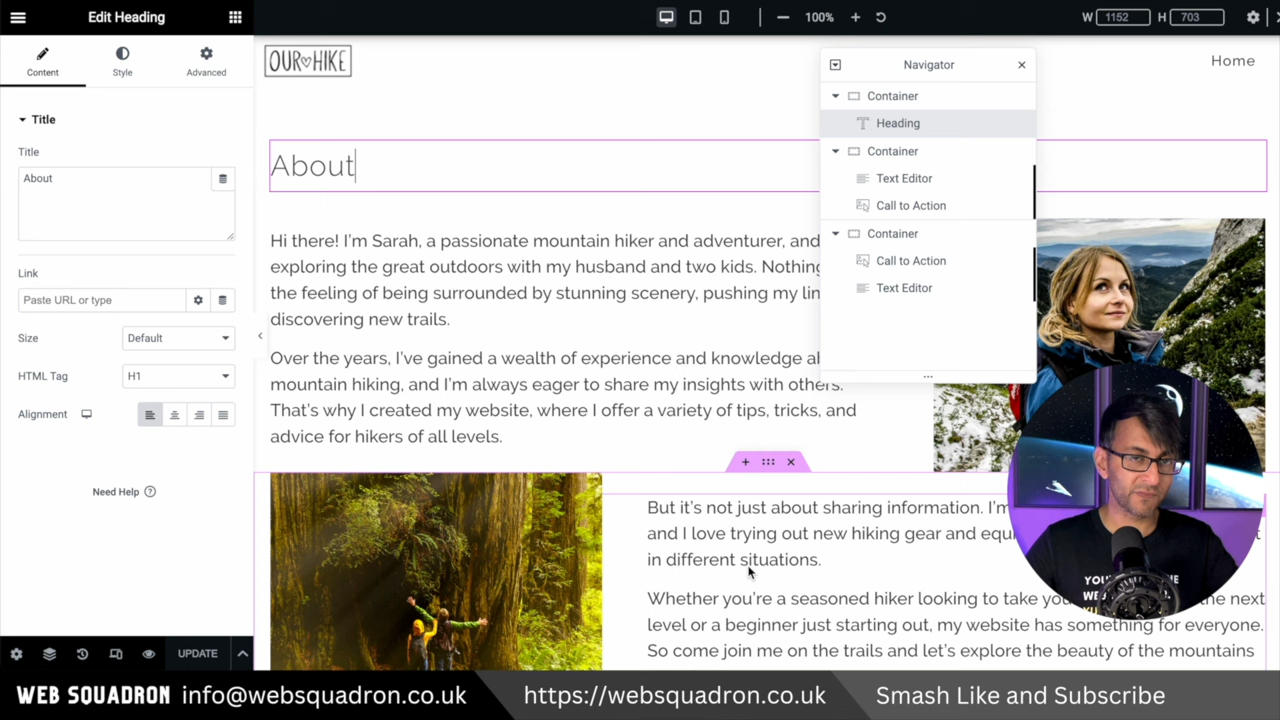 Edit Heading
100%
W 1152 H 703
Content
Style
Advanced
Title
Title
About
Link
Paste URL or type
Size
Default
HTML Tag
H1
Alignment
Need Help
UPDATE
OUR HIKE
Home
About
Hi there! I'm Sarah, a passionate mountain hiker and adventurer, and
exploring the great outdoors with my husband and two kids. Nothing
the feeling of being surrounded by stunning scenery, pushing my
discovering new trails.
Over the years, I've gained a wealth of experience and knowledge
mountain hiking, and I'm always eager to share my insights with others.
That's why I created my website, where I offer a variety of tips, tricks, and
advice for hikers of all levels.
Navigator
Container
Heading
Container
Text Editor
Call to Action
Container
Call to Action
Text Editor
But it's not just about sharing information. I'm
and I love trying out new hiking gear and
in different situations.
Whether you're a seasoned hiker looking to take the next
level or a beginner just starting out, my website has something for everyone.
So come join me on the trails and let's explore the beauty of the mountains
WEB SQUADRON info@websquadron.co.uk https://websquadron.co.uk Smash Like and Subscribe